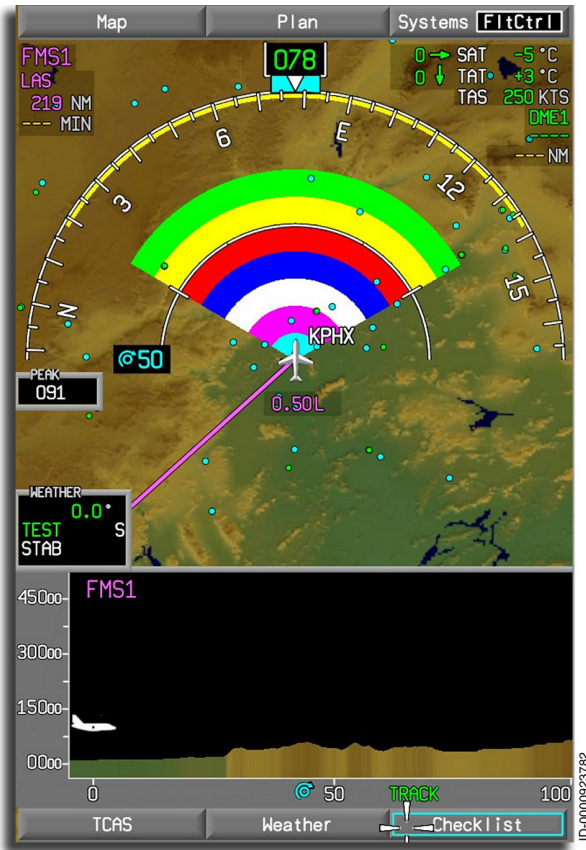 Map Plan Systems FltCtrl
FMS1
LAS
219 NM
--- MIN
078
0→ SAT -5 °C
0↓ TAT +3 °C
TAS 250 KTS
DME1
----
--- NM
N 3 6 E 12 15
50
KPHX
0.50L
PEAK
091
WEATHER
0.0°
TEST S
STAB
FMS1
45000
30000
15000
0000
0 50 TRACK 100
TCAS Weather Checklist
ID-0000923782